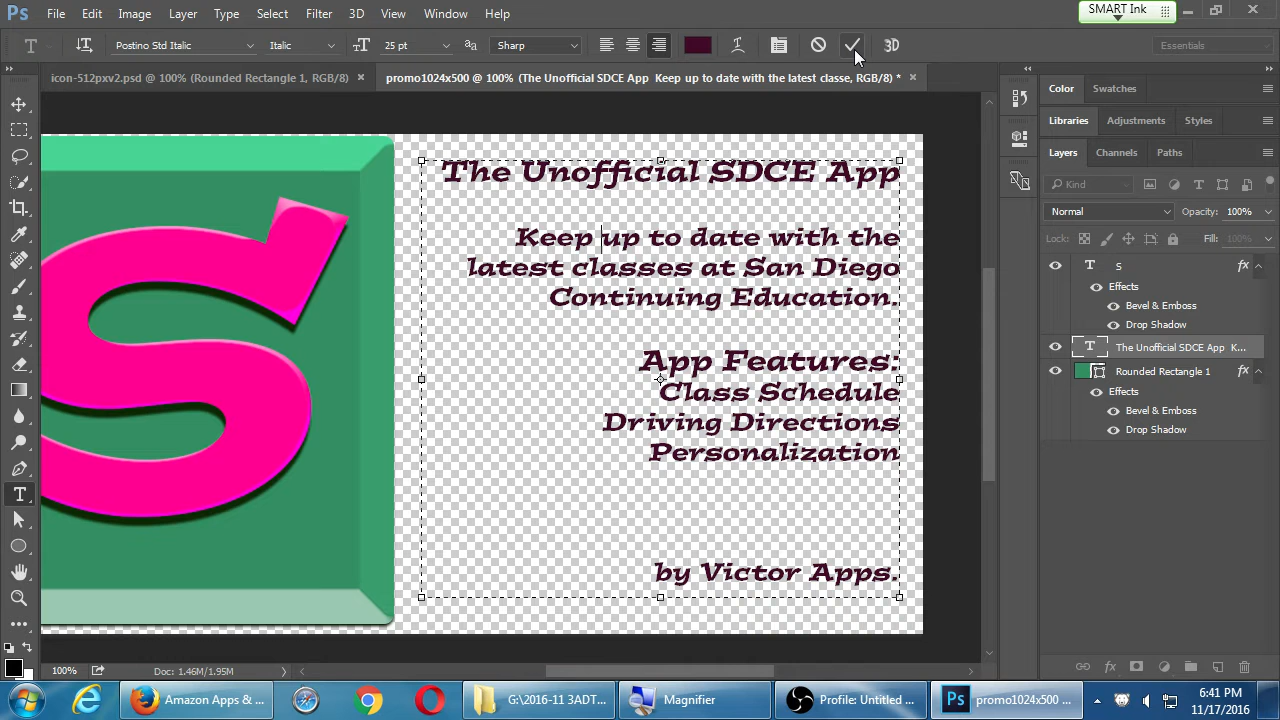 Ps File Edit Image Layer Type Select Filter 3D View Window Help
SMART Ink
T Postino Std Italic Italic 25 pt Sharp 3D Essentials
icon-512pxv2.psd @ 100% (Rounded Rectangle 1, RGB/8) × promo1024x500 @ 100% (The Unofficial SDCE App Keep up to date with the latest classe, RGB/8) * ×
Color Swatches
Libraries Adjustments Styles
Layers Channels Paths
Kind
Normal Opacity: 100%
Lock: Fill: 100%
T S fx
Effects
Bevel & Emboss
Drop Shadow
T The Unofficial SDCE App K...
Rounded Rectangle 1 fx
Effects
Bevel & Emboss
Drop Shadow
S
The Unofficial SDCE App
Keep up to date with the
latest classes at San Diego
Continuing Education.
App Features:
Class Schedule
Driving Directions
Personalization
by Victor Apps.
100% Doc: 1.46M/1.95M
fx
Amazon Apps & ... G:\2016-11 3ADT... Magnifier Profile: Untitled ... Ps promo1024x500 ...
6:41 PM
11/17/2016